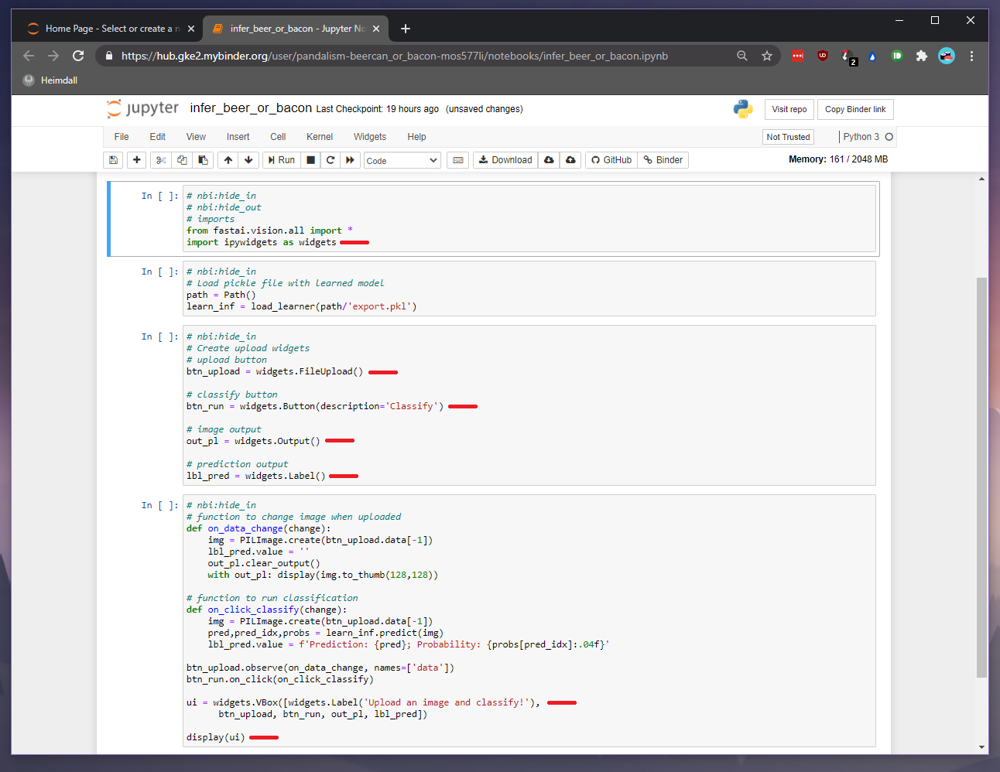 Home Page - Select or create a n
infer_beer_or_bacon - Jupyter No
https://hub.gke2.mybinder.org/user/pandalism-beercan_or_bacon-mos577li/notebooks/infer_beer_or_bacon.ipynb
2
Heimdall
jupyter infer_beer_or_bacon Last Checkpoint: 19 hours ago (unsaved changes)
Visit repo Copy Binder link
File Edit View Insert Cell Kernel Widgets Help
Not Trusted Python 3
Run Code Download GitHub Binder
Memory: 161 / 2048 MB
In [ ]: # nbi:hide_in
# nbi:hide_out
# imports
from fastai.vision.all import *
import ipywidgets as widgets
In [ ]: # nbi:hide_in
# Load pickle file with learned model
path = Path()
learn_inf = load_learner(path/'export.pkl')
In [ ]: # nbi:hide_in
# Create upload widgets
# upload button
btn_upload = widgets.FileUpload()
# classify button
btn_run = widgets.Button(description='Classify')
# image output
out_pl = widgets.Output()
# prediction output
lbl_pred = widgets.Label()
In [ ]: # nbi:hide_in
# function to change image when uploaded
def on_data_change(change):
    img = PILImage.create(btn_upload.data[-1])
    lbl_pred.value = ''
    out_pl.clear_output()
    with out_pl: display(img.to_thumb(128,128))
# function to run classification
def on_click_classify(change):
    img = PILImage.create(btn_upload.data[-1])
    pred,pred_idx,probs = learn_inf.predict(img)
    lbl_pred.value = f'Prediction: {pred}; Probability: {probs[pred_idx]:.04f}'
btn_upload.observe(on_data_change, names=['data'])
btn_run.on_click(on_click_classify)
ui = widgets.VBox([widgets.Label('Upload an image and classify!'),
      btn_upload, btn_run, out_pl, lbl_pred])
display(ui)